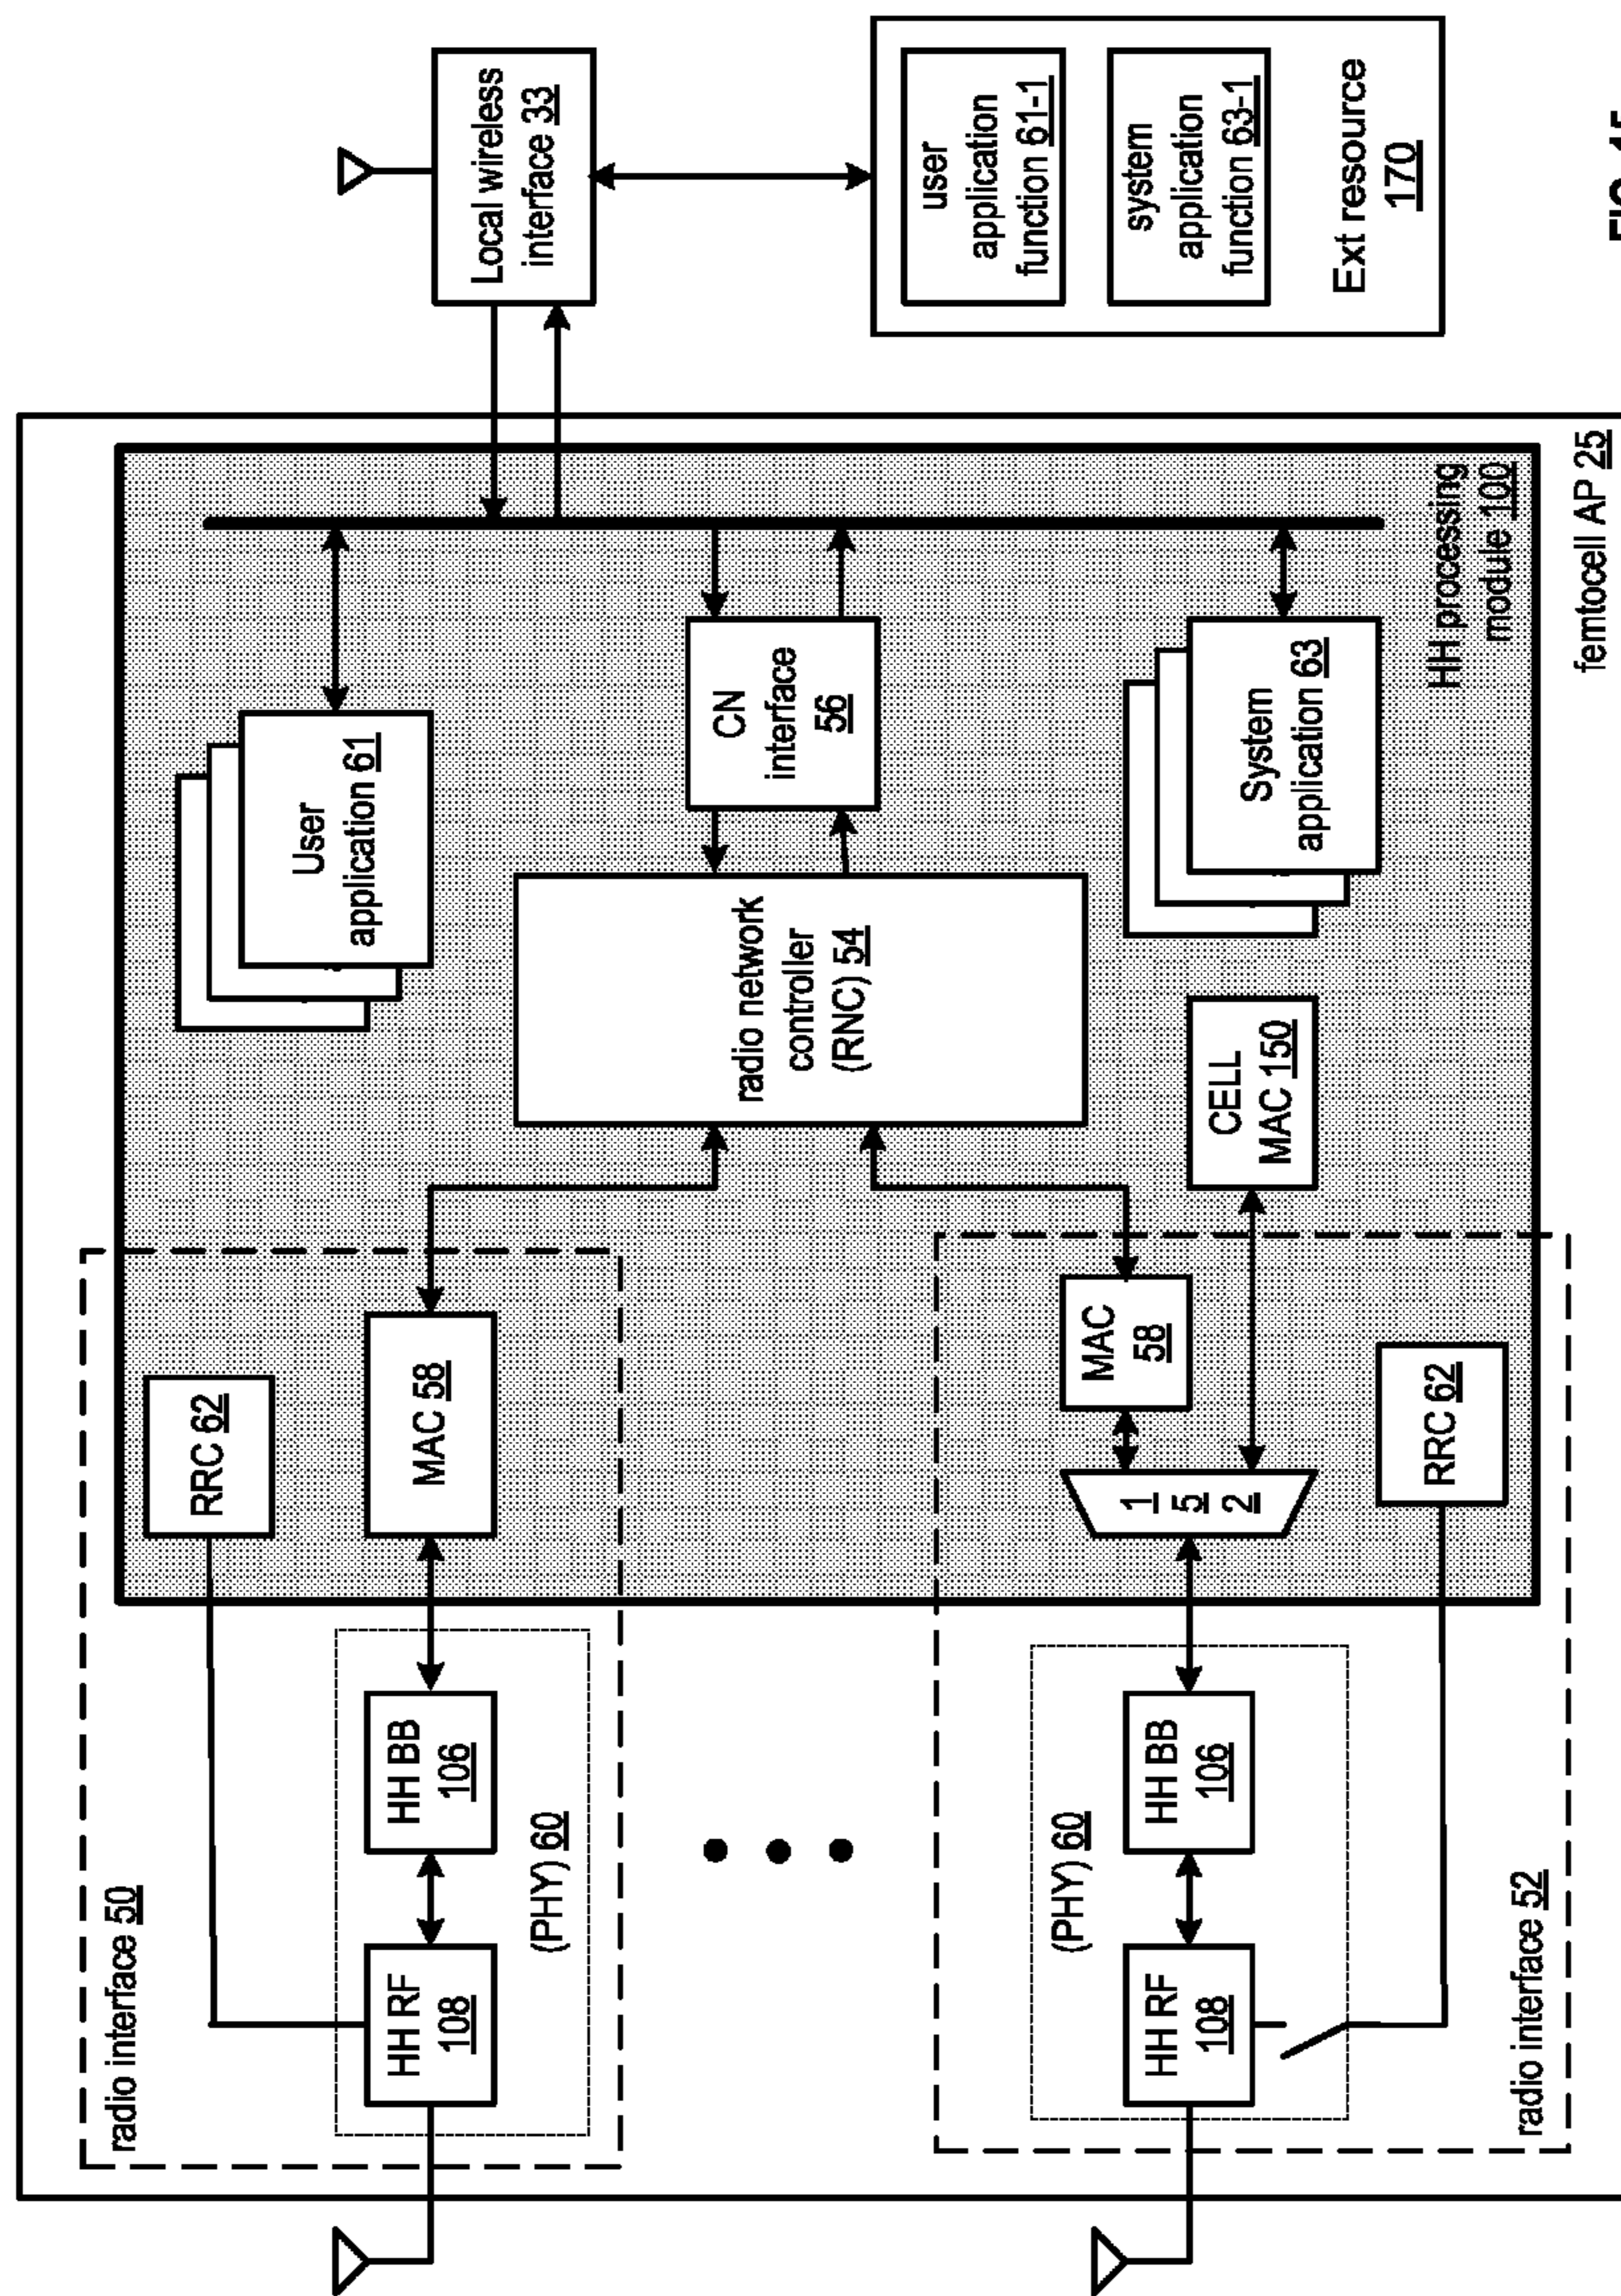 radio interface 50
HH RF
108
HH BB
106
(PHY) 60
RRC 62
MAC 58
User
application 61
radio network
controller
(RNC) 54
CN
interface
56
Local wireless
interface 33
user
application
function 61-1
system
application
function 63-1
Ext resource
170
HH RF
108
HH BB
106
(PHY) 60
radio interface 52
1
5
2
MAC
58
CELL
MAC 150
RRC 62
System
application 63
HH processing
module 100
femtocell AP 25